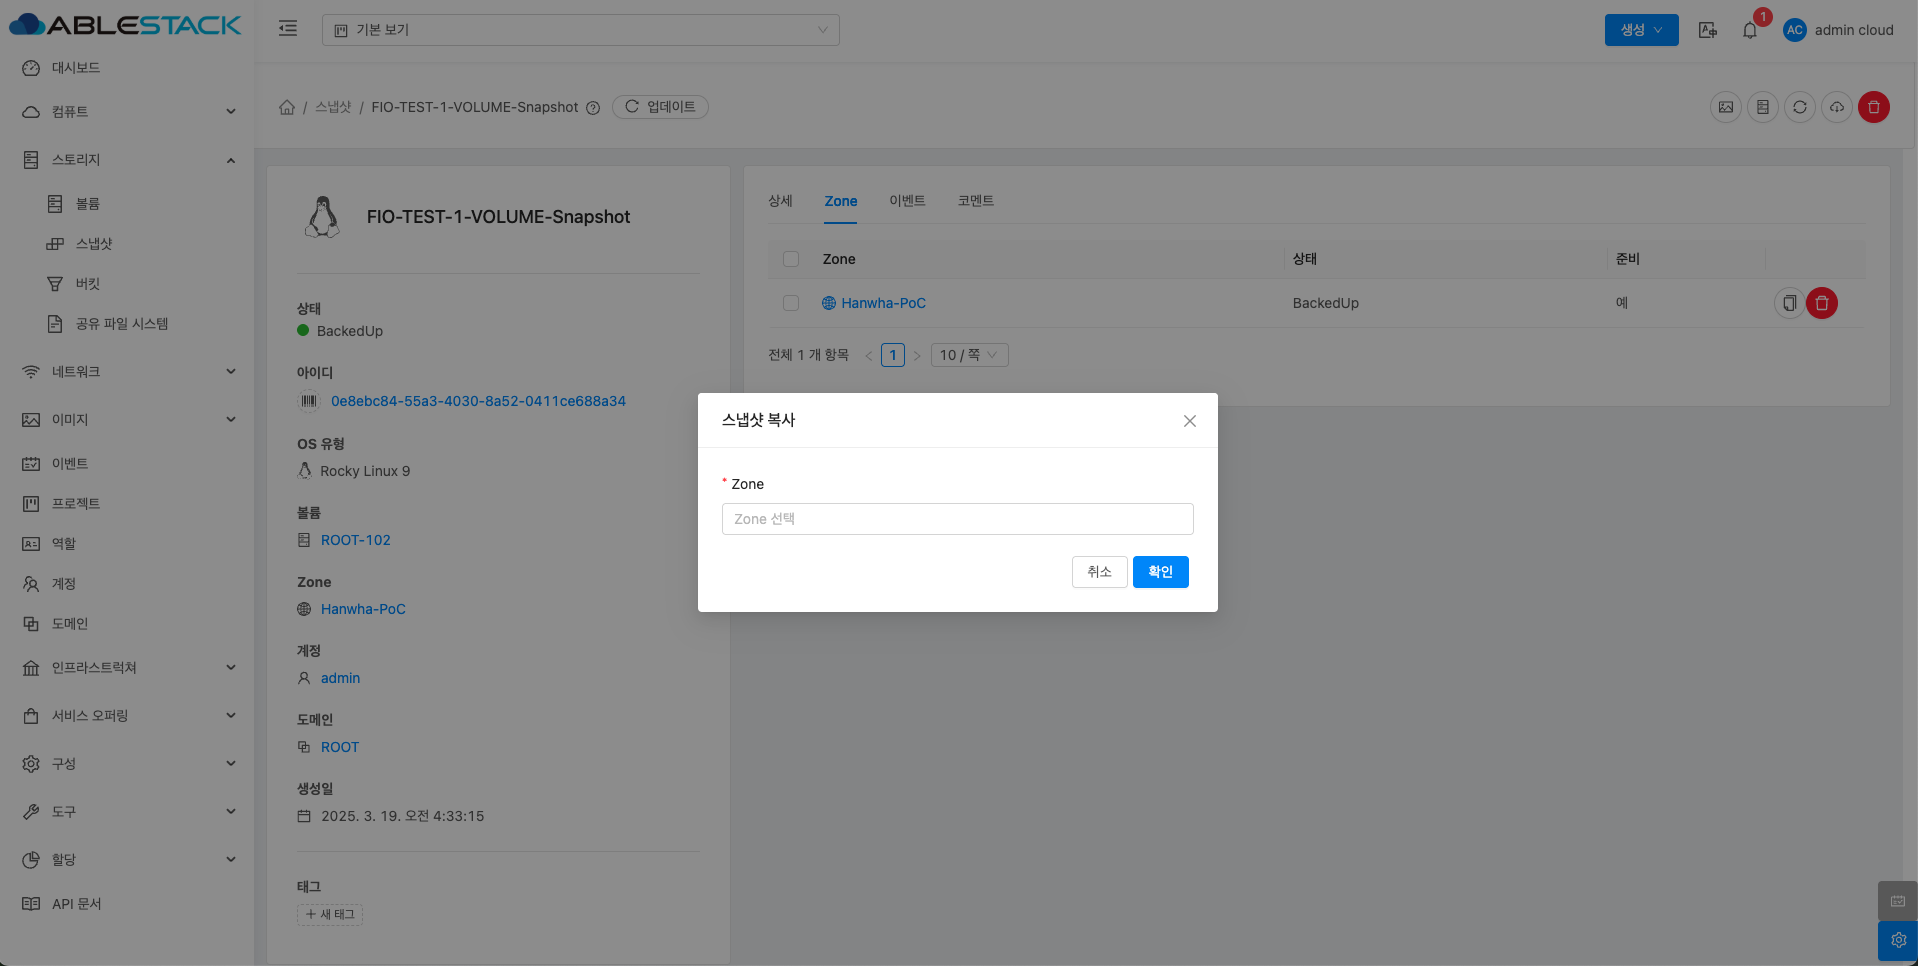 ABLESTACK
기본 보기
생성
1
AC
admin cloud
대시보드
컴퓨트
스토리지
볼륨
스냅샷
버킷
공유 파일 시스템
네트워크
이미지
이벤트
프로젝트
역할
계정
도메인
인프라스트럭쳐
서비스 오퍼링
구성
도구
할당
API 문서
/ 스냅샷 / FIO-TEST-1-VOLUME-Snapshot
업데이트
FIO-TEST-1-VOLUME-Snapshot
상태
BackedUp
아이디
0e8ebc84-55a3-4030-8a52-0411ce688a34
OS 유형
Rocky Linux 9
볼륨
ROOT-102
Zone
Hanwha-PoC
계정
admin
도메인
ROOT
생성일
2025. 3. 19. 오전 4:33:15
태그
+ 새 태그
상세 Zone 이벤트 코멘트
Zone 상태 준비
Hanwha-PoC BackedUp 예
전체 1 개 항목 < 1 > 10 / 쪽
스냅샷 복사
* Zone
Zone 선택
취소 확인